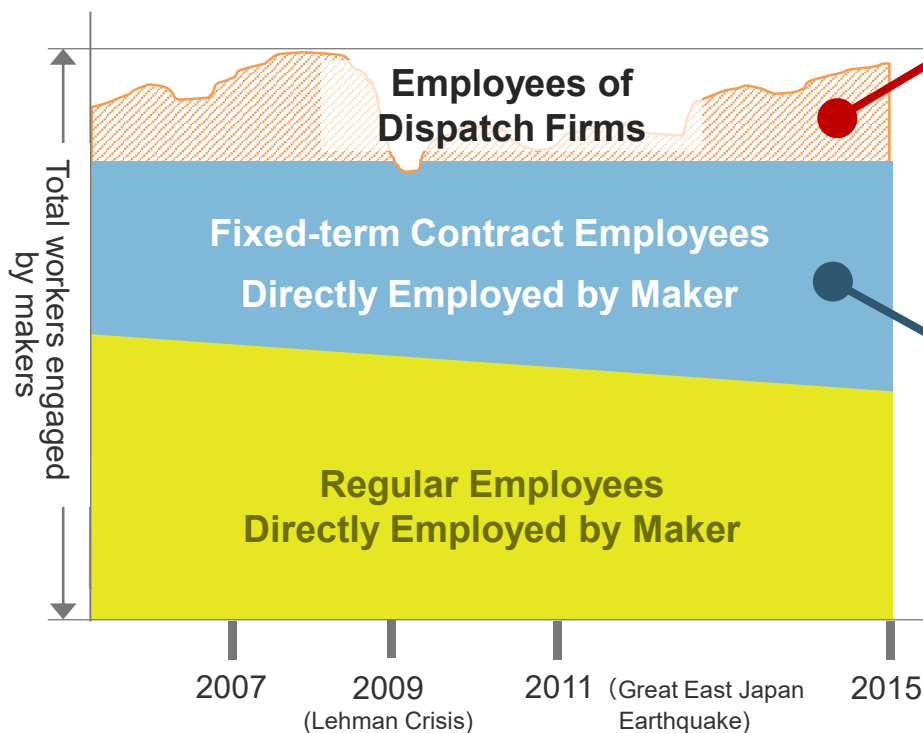 Employees of
Dispatch Firms
Total workers engaged
by makers
Fixed-term Contract Employees
Directly Employed by Maker
Regular Employees
Directly Employed by Maker
2007
2009
(Lehman Crisis)
2011（Great East Japan
Earthquake)
2015